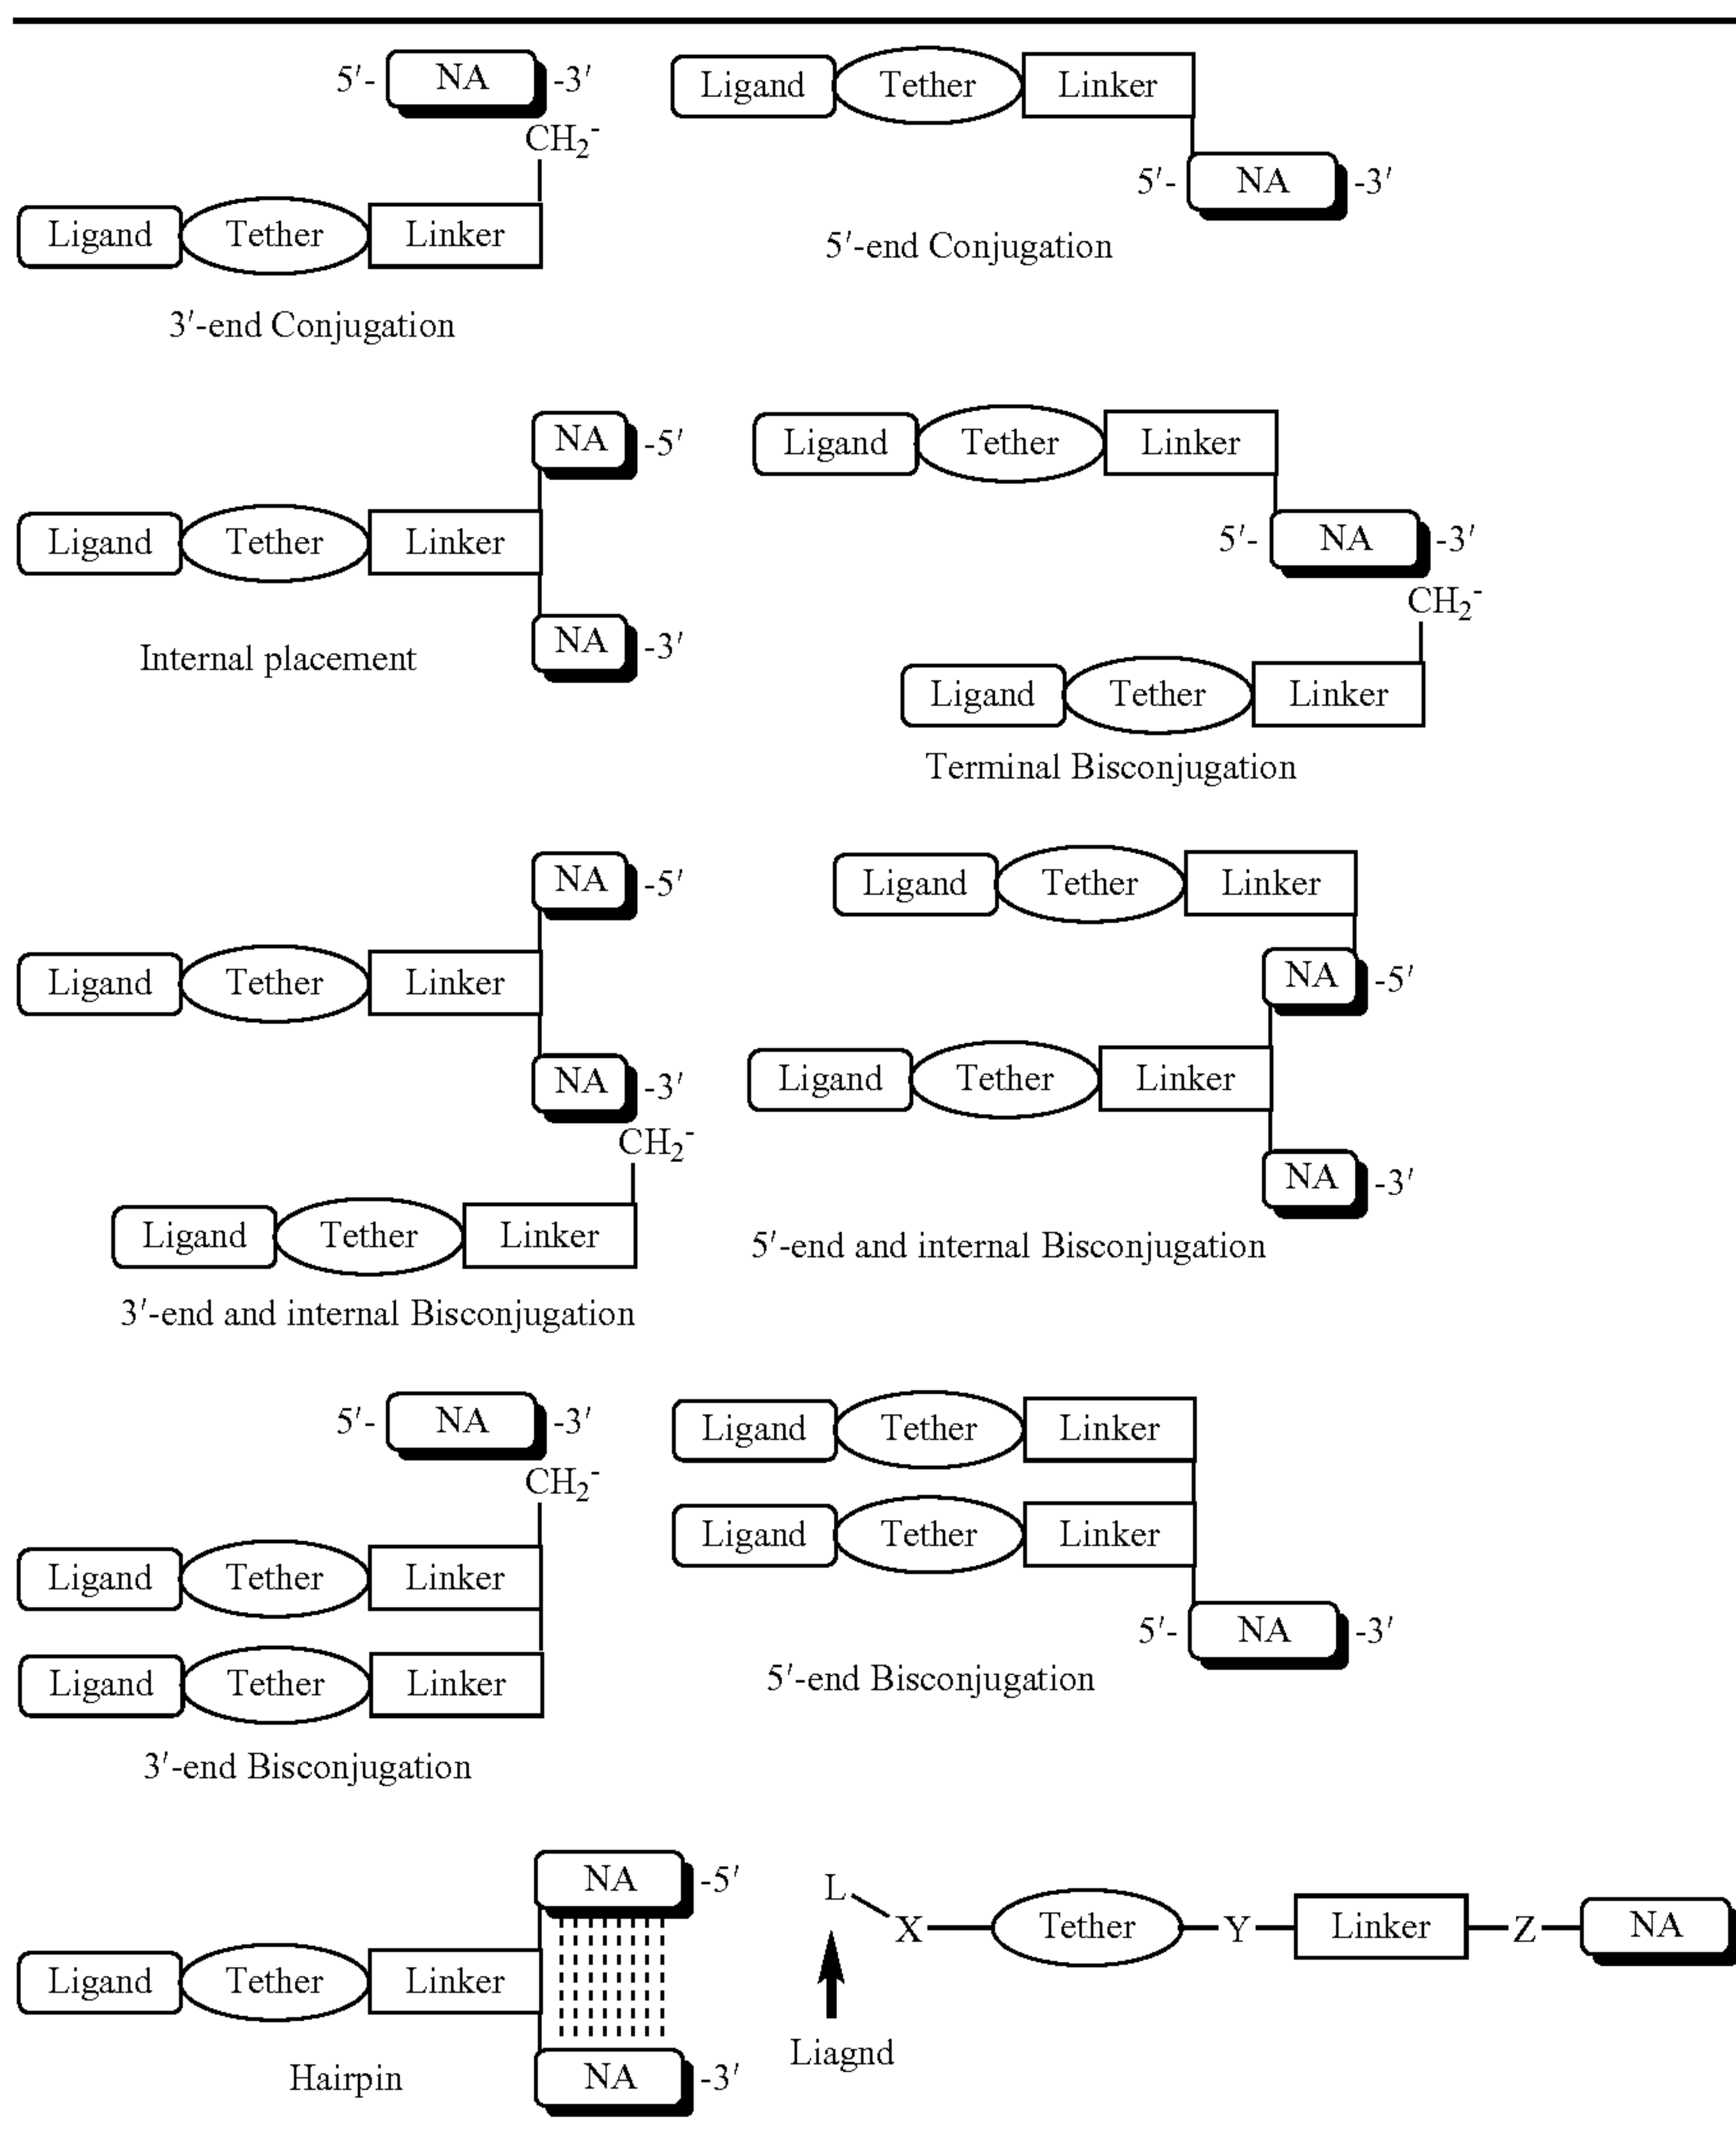 5′- NA -3′
CH₂⁻
Ligand Tether Linker
3′-end Conjugation
Ligand Tether Linker
5′- NA -3′
5′-end Conjugation
NA -5′
Ligand Tether Linker
NA -3′
Internal placement
Ligand Tether Linker
5′- NA -3′
CH₂⁻
Ligand Tether Linker
Terminal Bisconjugation
NA -5′
Ligand Tether Linker
NA -3′
CH₂⁻
Ligand Tether Linker
3′-end and internal Bisconjugation
Ligand Tether Linker
NA -5′
Ligand Tether Linker
NA -3′
5′-end and internal Bisconjugation
5′- NA -3′
CH₂⁻
Ligand Tether Linker
Ligand Tether Linker
3′-end Bisconjugation
Ligand Tether Linker
Ligand Tether Linker
5′- NA -3′
5′-end Bisconjugation
NA -5′
Ligand Tether Linker
NA -3′
Hairpin
L
X Tether Y Linker Z NA
Liagnd